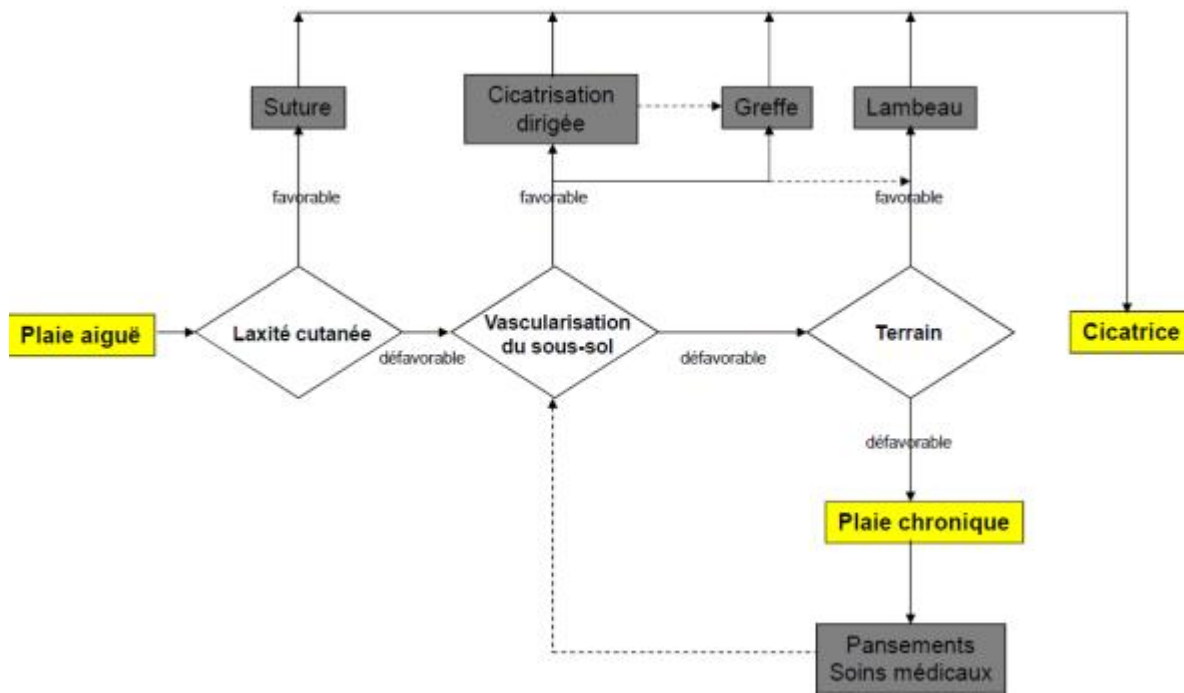 Suture
Cicatrisation
dirigée
Greffe
Lambeau
favorable
favorable
favorable
Plaie aiguë
Laxité cutanée
défavorable
Vascularisation
du sous-sol
défavorable
Terrain
Cicatrice
défavorable
Plaie chronique
Pansements
Soins médicaux